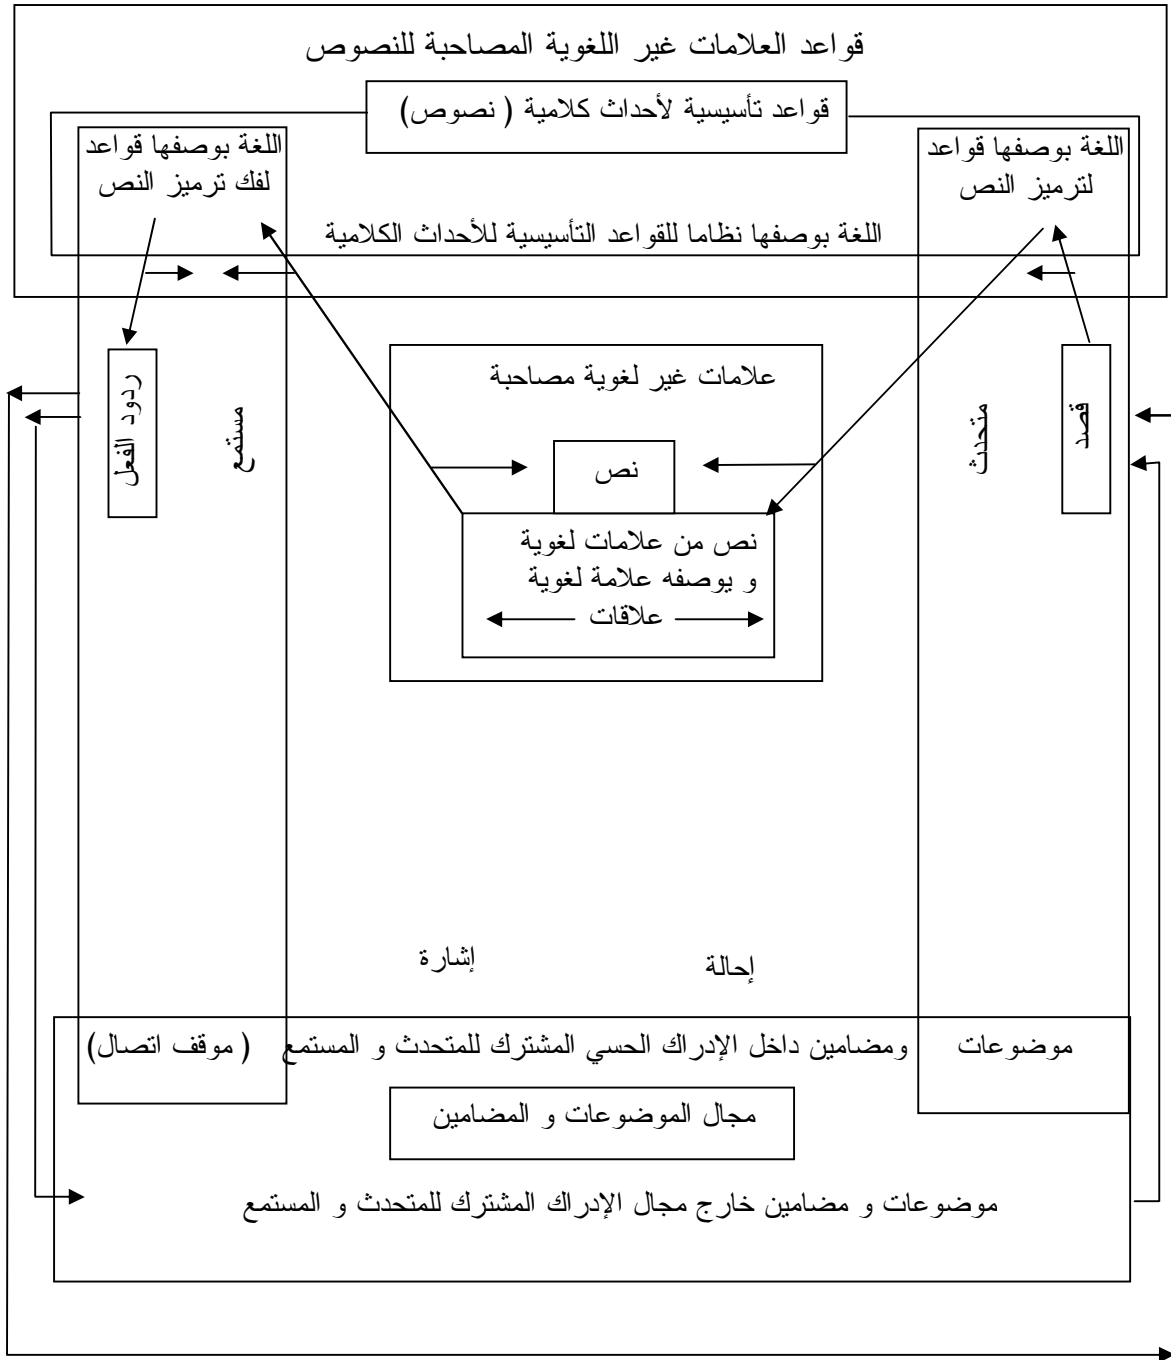 قواعد العلامات غير اللغوية المصاحبة للنصوص
قواعد تأسيسية لأحداث كلامية ( نصوص)
اللغة بوصفها قواعد
لترميز النص
اللغة بوصفها قواعد
لفك ترميز النص
اللغة بوصفها نظاما للقواعد التأسيسية للأحداث الكلامية
قصد
متحدث
علامات غير لغوية مصاحبة
نص
نص من علامات لغوية
و يوصفه علامة لغوية
علاقات
مستمع
ردود الفعل
إحالة
إشارة
موضوعات ومضامين داخل الإدراك الحسي المشترك للمتحدث و المستمع ( موقف اتصال)
مجال الموضوعات و المضامين
موضوعات و مضامين خارج مجال الإدراك المشترك للمتحدث و المستمع